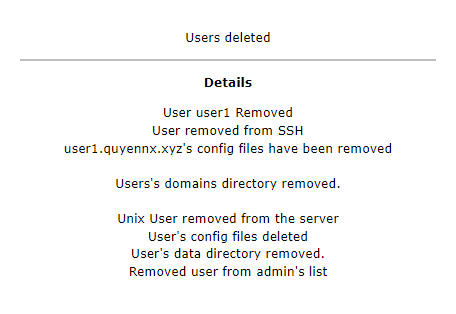 Users deleted
Details
User user1 Removed
User removed from SSH
user1.quyennx.xyz's config files have been removed
Users's domains directory removed.
Unix User removed from the server
User's config files deleted
User's data directory removed.
Removed user from admin's list